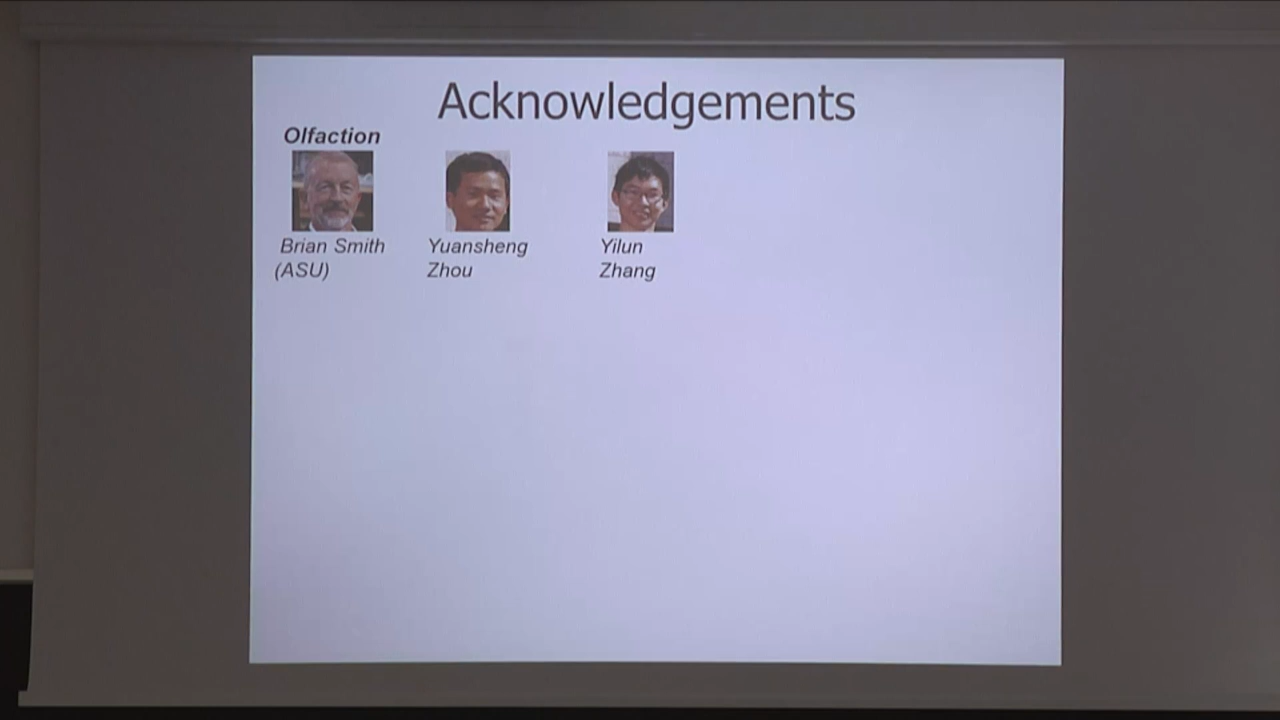 Acknowledgements
Olfaction
Brian Smith
(ASU)
Yuansheng
Zhou
Yilun
Zhang